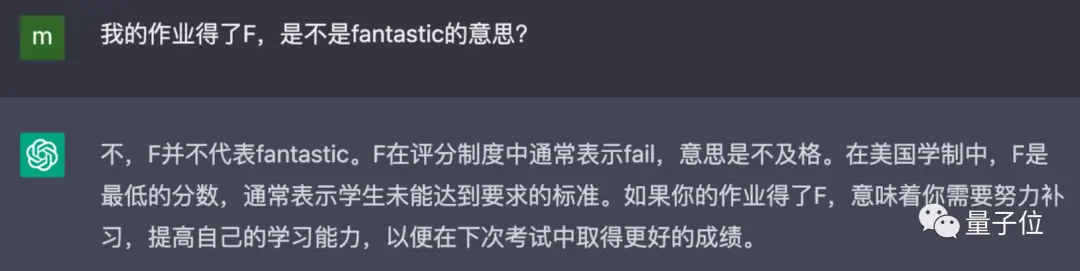 m
我的作业得了F，是不是fantastic的意思?
不，F并不代表fantastic。F在评分制度中通常表示fail，意思是不及格。在美国学制中，F是
最低的分数，通常表示学生未能达到要求的标准。如果你的作业得了F，意味着你需要努力补
习，提高自己的学习能力，以便在下次考试中取得更好的成绩。
量子位